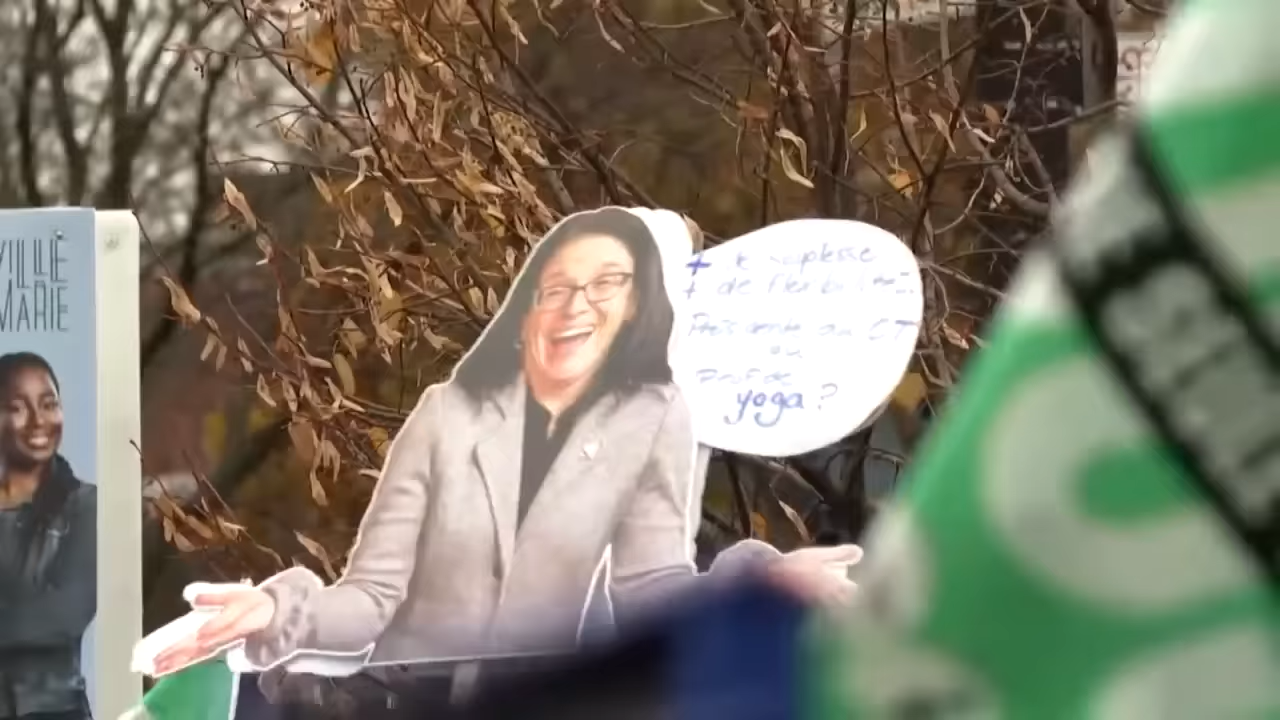 VILLE
MARIE
+ de souplesse
+ de flexibilité
Présidente du CT
ou
Prof de
yoga ?